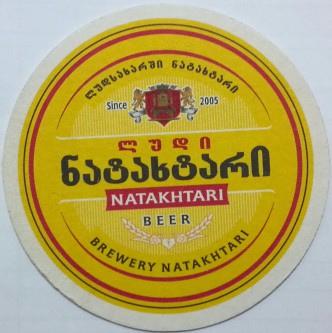 ლუდსახარში ნატახტარი
Since 2005
ლუდი
ნატახტარი
NATAKHTARI
BEER
BREWERY NATAKHTARI